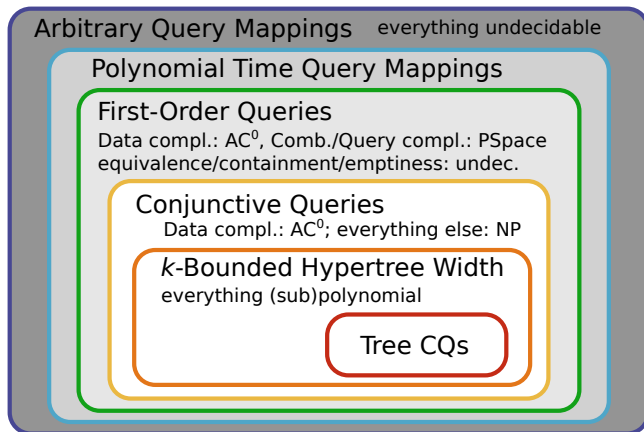 Arbitrary Query Mappings everything undecidable
Polynomial Time Query Mappings
First-Order Queries
Data compl.: AC⁰, Comb./Query compl.: PSpace
equivalence/containment/emptiness: undec.
Conjunctive Queries
Data compl.: AC⁰; everything else: NP
k-Bounded Hypertree Width
everything (sub)polynomial
Tree CQs